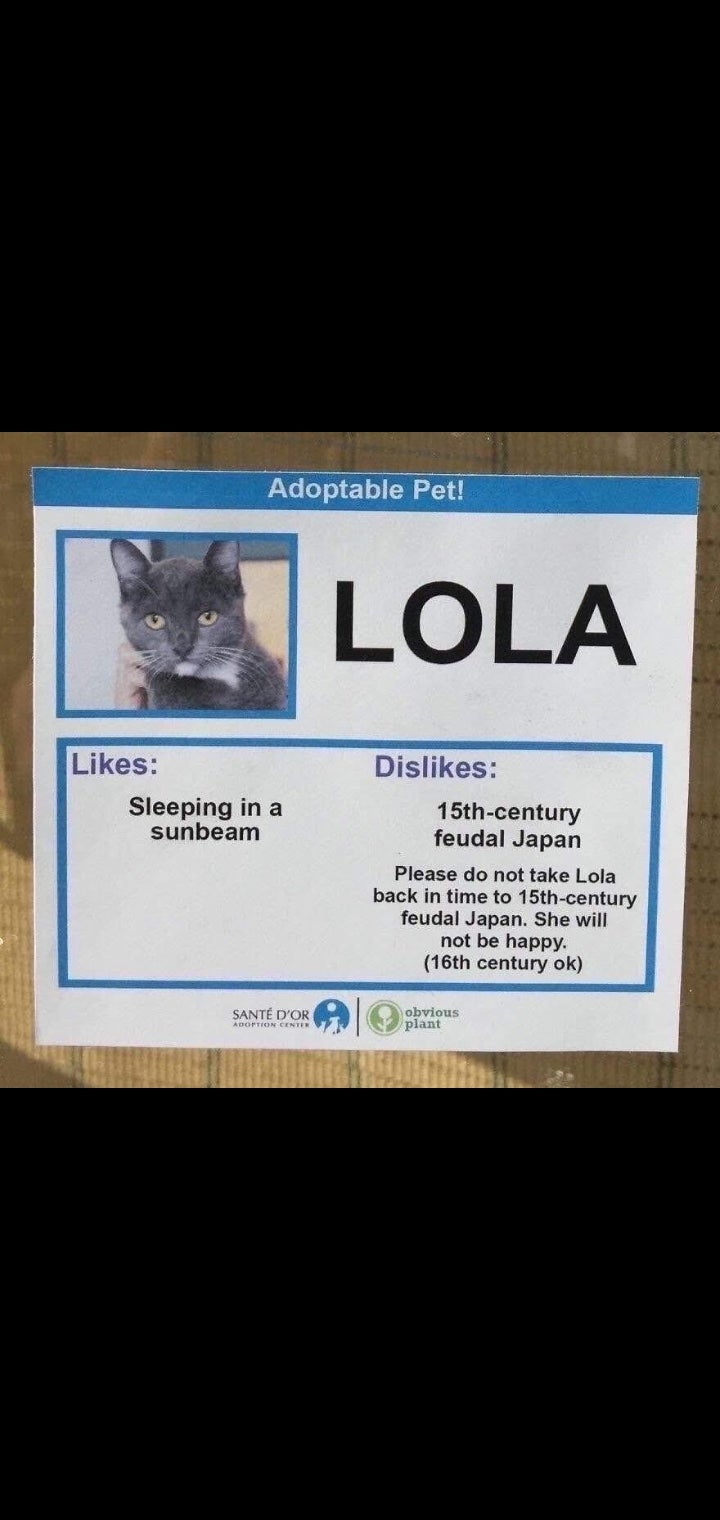 Adoptable Pet!
LOLA
Likes:
Sleeping in a
sunbeam
Dislikes:
15th-century
feudal Japan
Please do not take Lola
back in time to 15th-century
feudal Japan. She will
not be happy.
(16th century ok)
SANTÉ D'OR
ADOPTION CENTER
obvious
plant